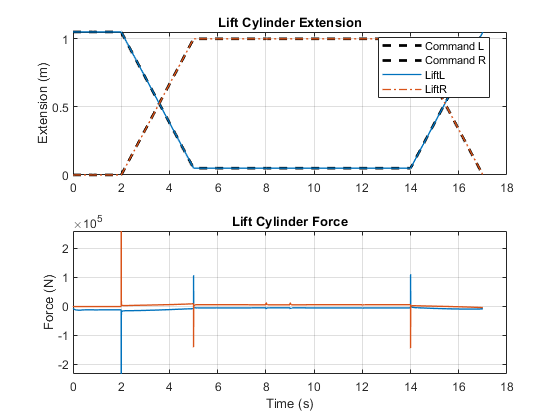 Lift Cylinder Extension
Extension (m)
1
0.5
0
Command L
Command R
LiftL
LiftR
0 2 4 6 8 10 12 14 16 18
Lift Cylinder Force
×10⁵
Force (N)
2
1
0
-1
-2
0 2 4 6 8 10 12 14 16 18
Time (s)